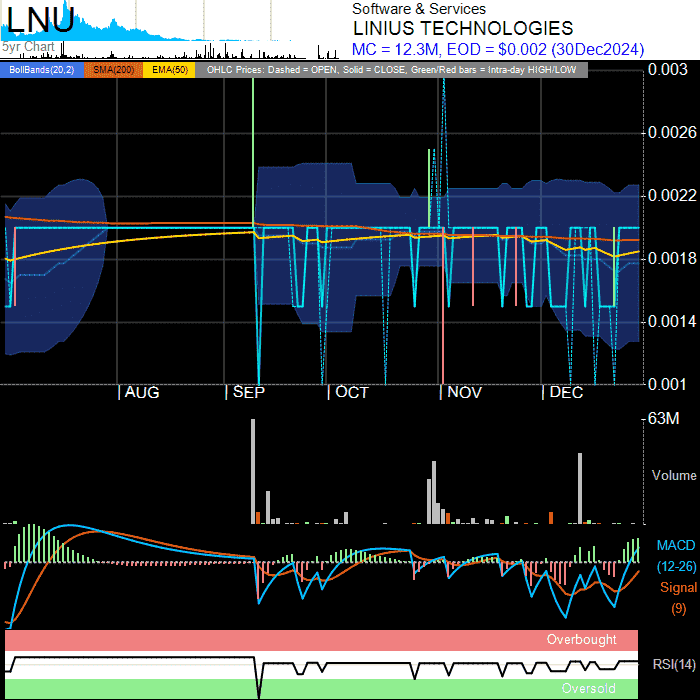 LNU
Software & Services
LINIUS TECHNOLOGIES
5yr Chart
MC = 12.3M, EOD = $0.002 (30Dec2024)
BollBands(20,2) SMA(200) EMA(50) OHLC Prices: Dashed = OPEN, Solid = CLOSE, Green/Red bars = Intra-day HIGH/LOW
0.003
0.0026
0.0022
0.0018
0.0014
0.001
AUG SEP OCT NOV DEC
63M
Volume
MACD
(12-26)
Signal
(9)
Overbought
RSI(14)
Oversold